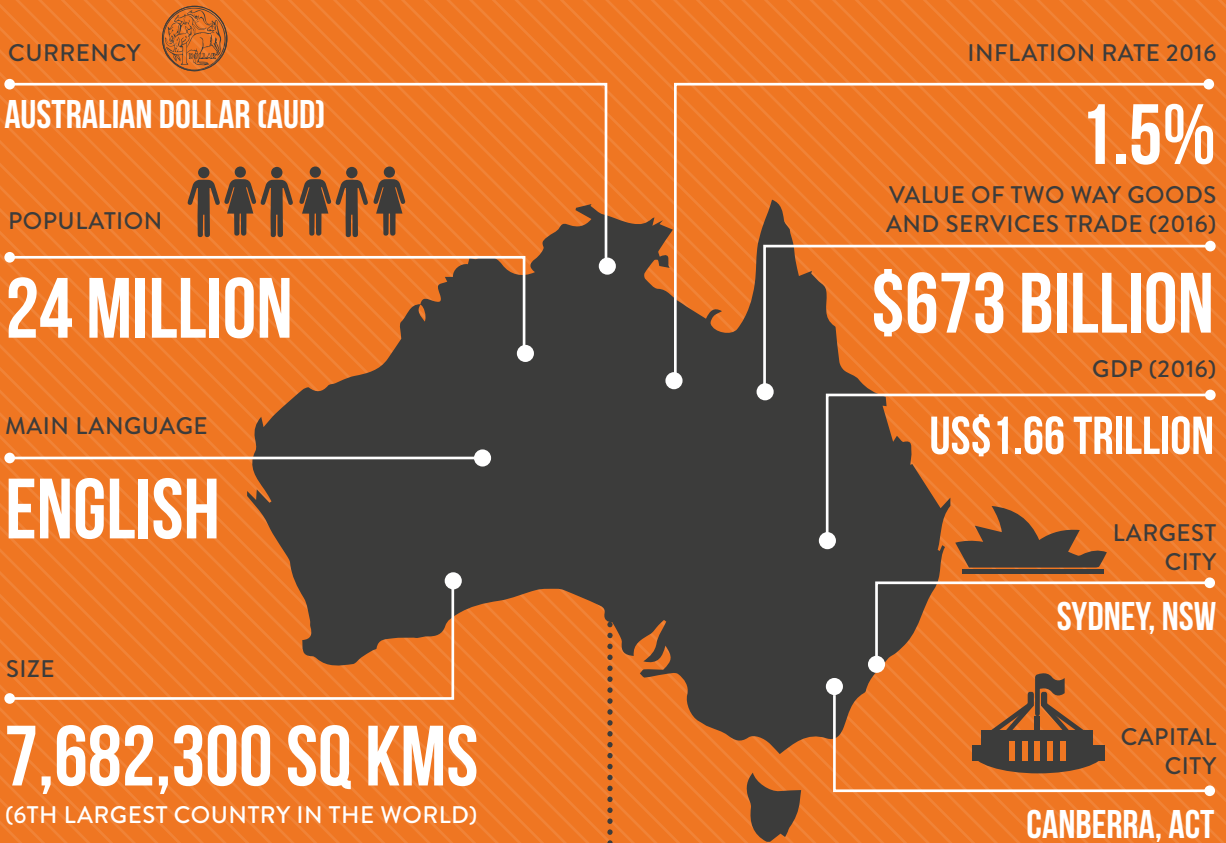 CURRENCY
AUSTRALIAN DOLLAR (AUD)
POPULATION
24 MILLION
MAIN LANGUAGE
ENGLISH
SIZE
7,682,300 SQ KMS
(6TH LARGEST COUNTRY IN THE WORLD)
INFLATION RATE 2016
1.5%
VALUE OF TWO WAY GOODS
AND SERVICES TRADE (2016)
$673 BILLION
GDP (2016)
US$1.66 TRILLION
LARGEST
CITY
SYDNEY, NSW
CAPITAL
CITY
CANBERRA, ACT